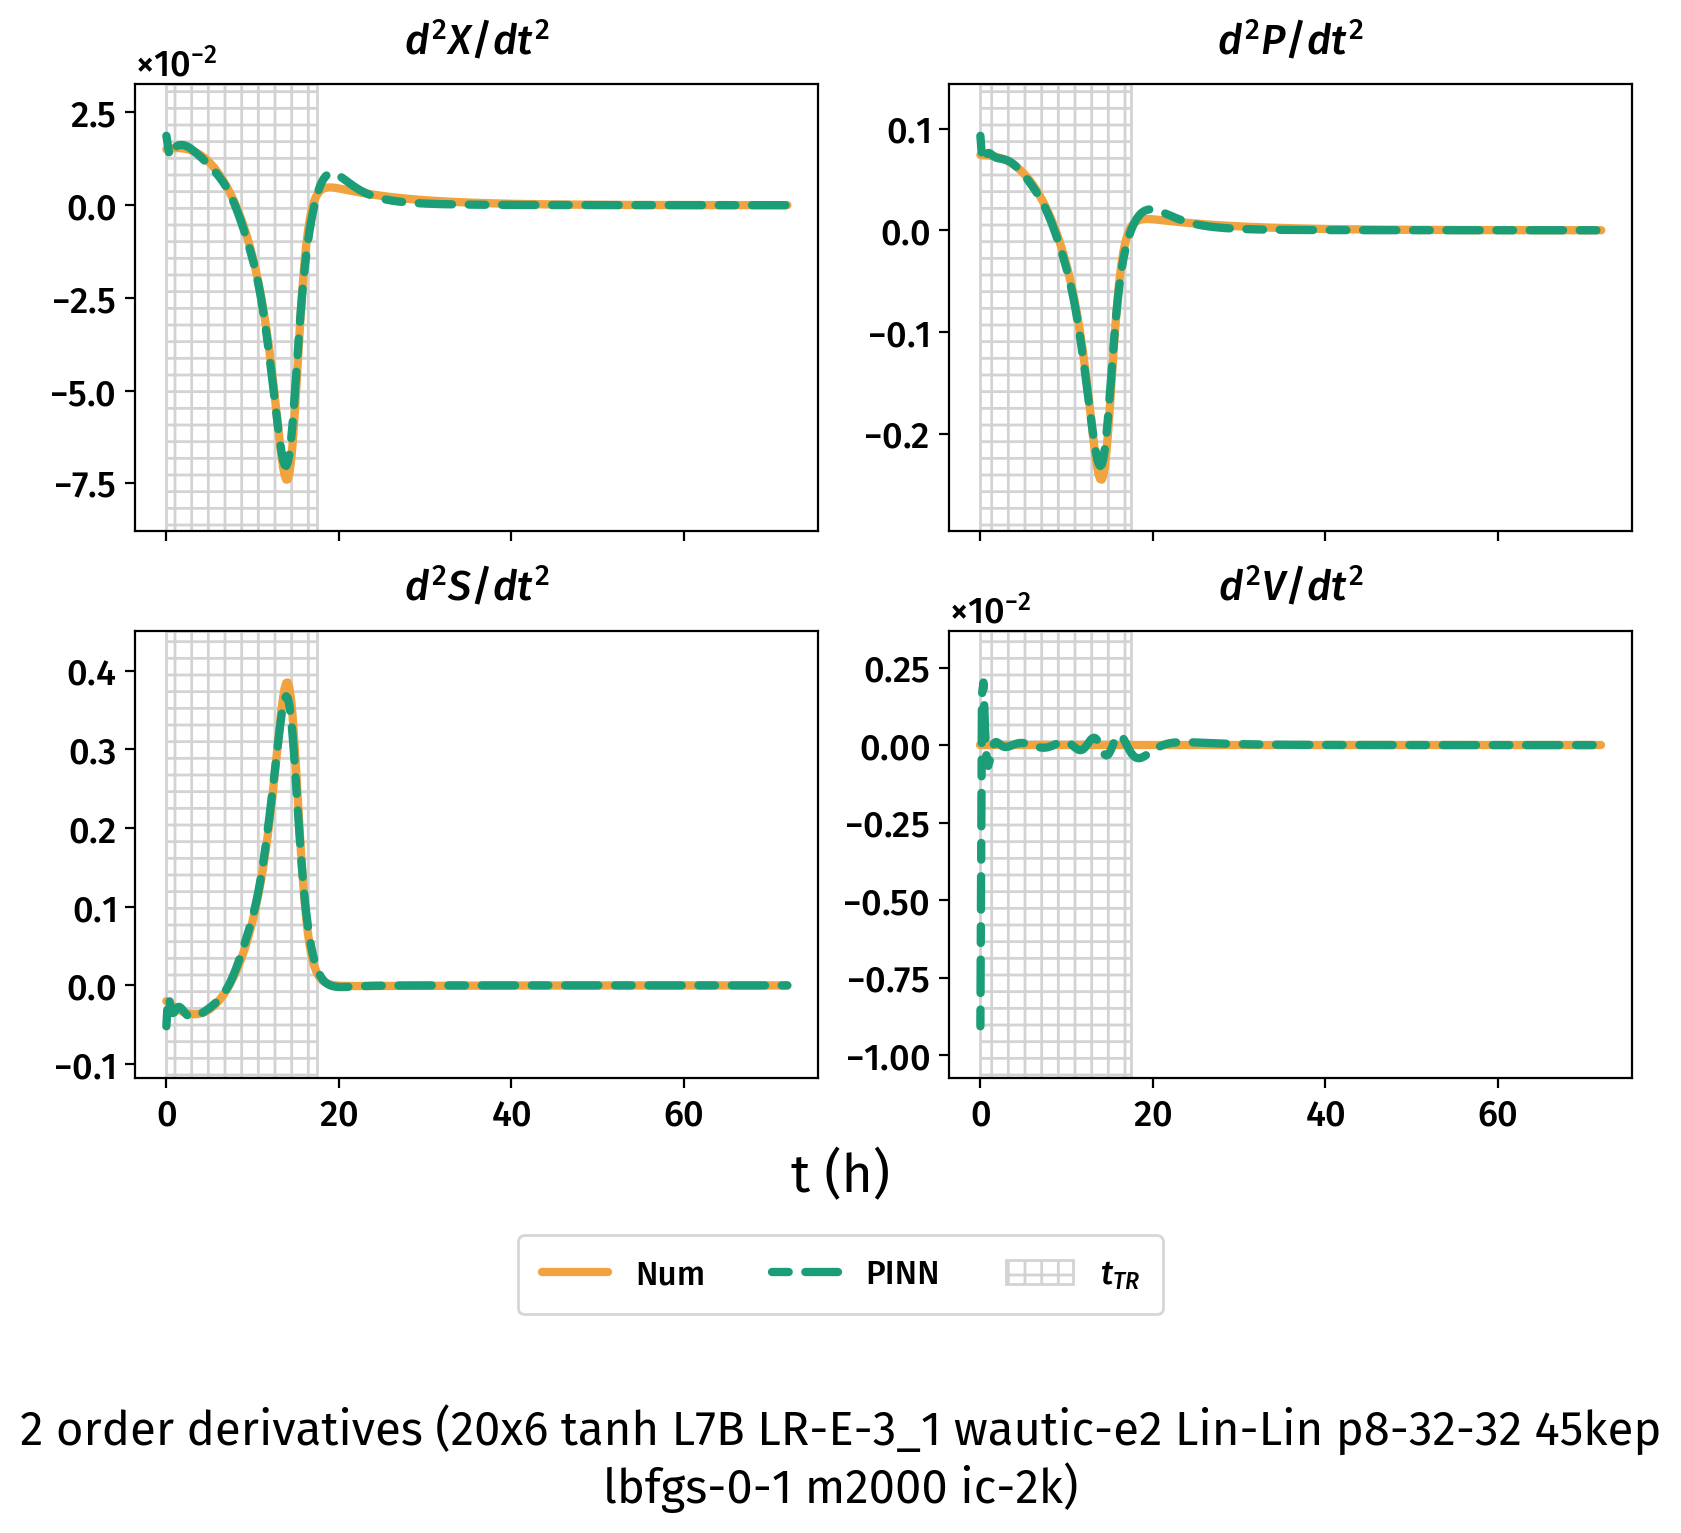 d²X/dt²
×10⁻²
2.5
0.0
−2.5
−5.0
−7.5
d²P/dt²
0.1
0.0
−0.1
−0.2
d²S/dt²
0.4
0.3
0.2
0.1
0.0
−0.1
0 20 40 60
d²V/dt²
×10⁻²
0.25
0.00
−0.25
−0.50
−0.75
−1.00
0 20 40 60
t (h)
Num PINN t_TR
2 order derivatives (20x6 tanh L7B LR-E-3_1 wautic-e2 Lin-Lin p8-32-32 45kep
lbfgs-0-1 m2000 ic-2k)